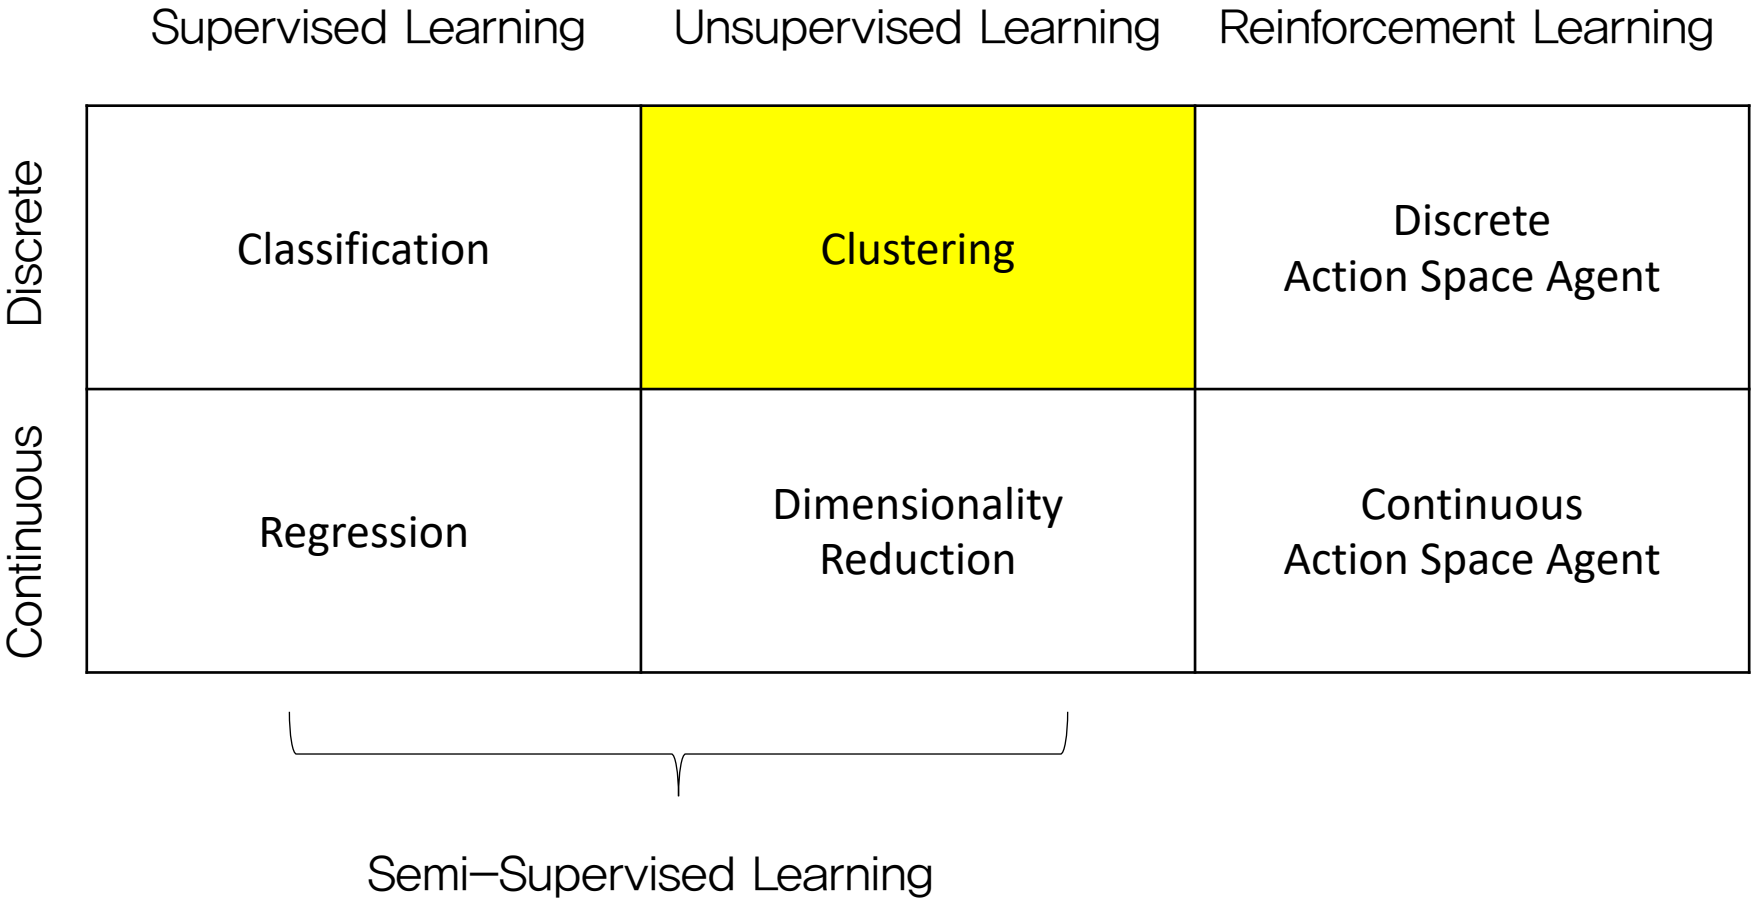 Supervised Learning
Unsupervised Learning
Reinforcement Learning
Discrete
Classification
Clustering
Discrete
Action Space Agent
Continuous
Regression
Dimensionality
Reduction
Continuous
Action Space Agent
Semi-Supervised Learning